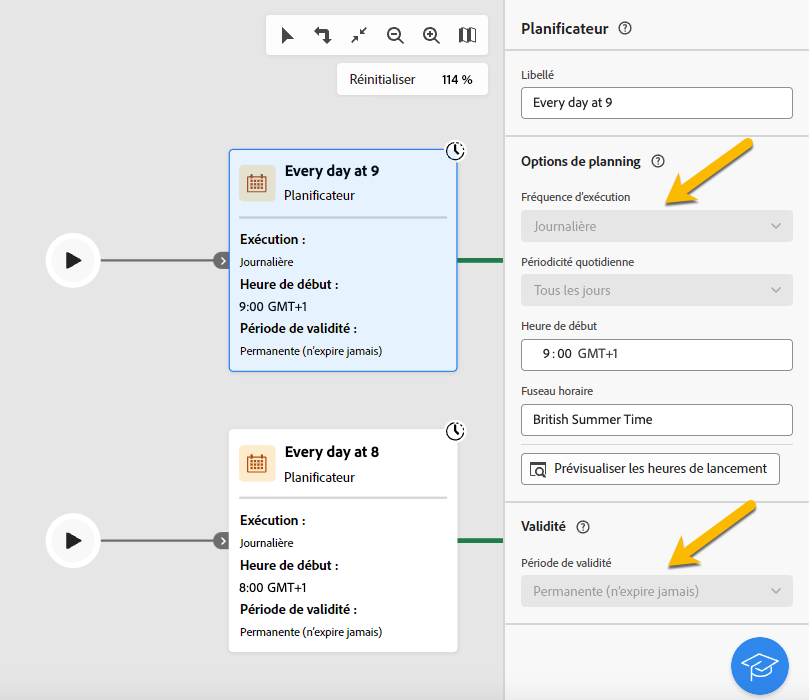 Réinitialiser 114 %
Every day at 9
Planificateur
Exécution :
Journalière
Heure de début :
9:00 GMT+1
Période de validité :
Permanente (n'expire jamais)
Every day at 8
Planificateur
Exécution :
Journalière
Heure de début :
8:00 GMT+1
Période de validité :
Permanente (n'expire jamais)
Planificateur
Libellé
Every day at 9
Options de planning
Fréquence d'exécution
Journalière
Périodicité quotidienne
Tous les jours
Heure de début
9:00 GMT+1
Fuseau horaire
British Summer Time
Prévisualiser les heures de lancement
Validité
Période de validité
Permanente (n'expire jamais)